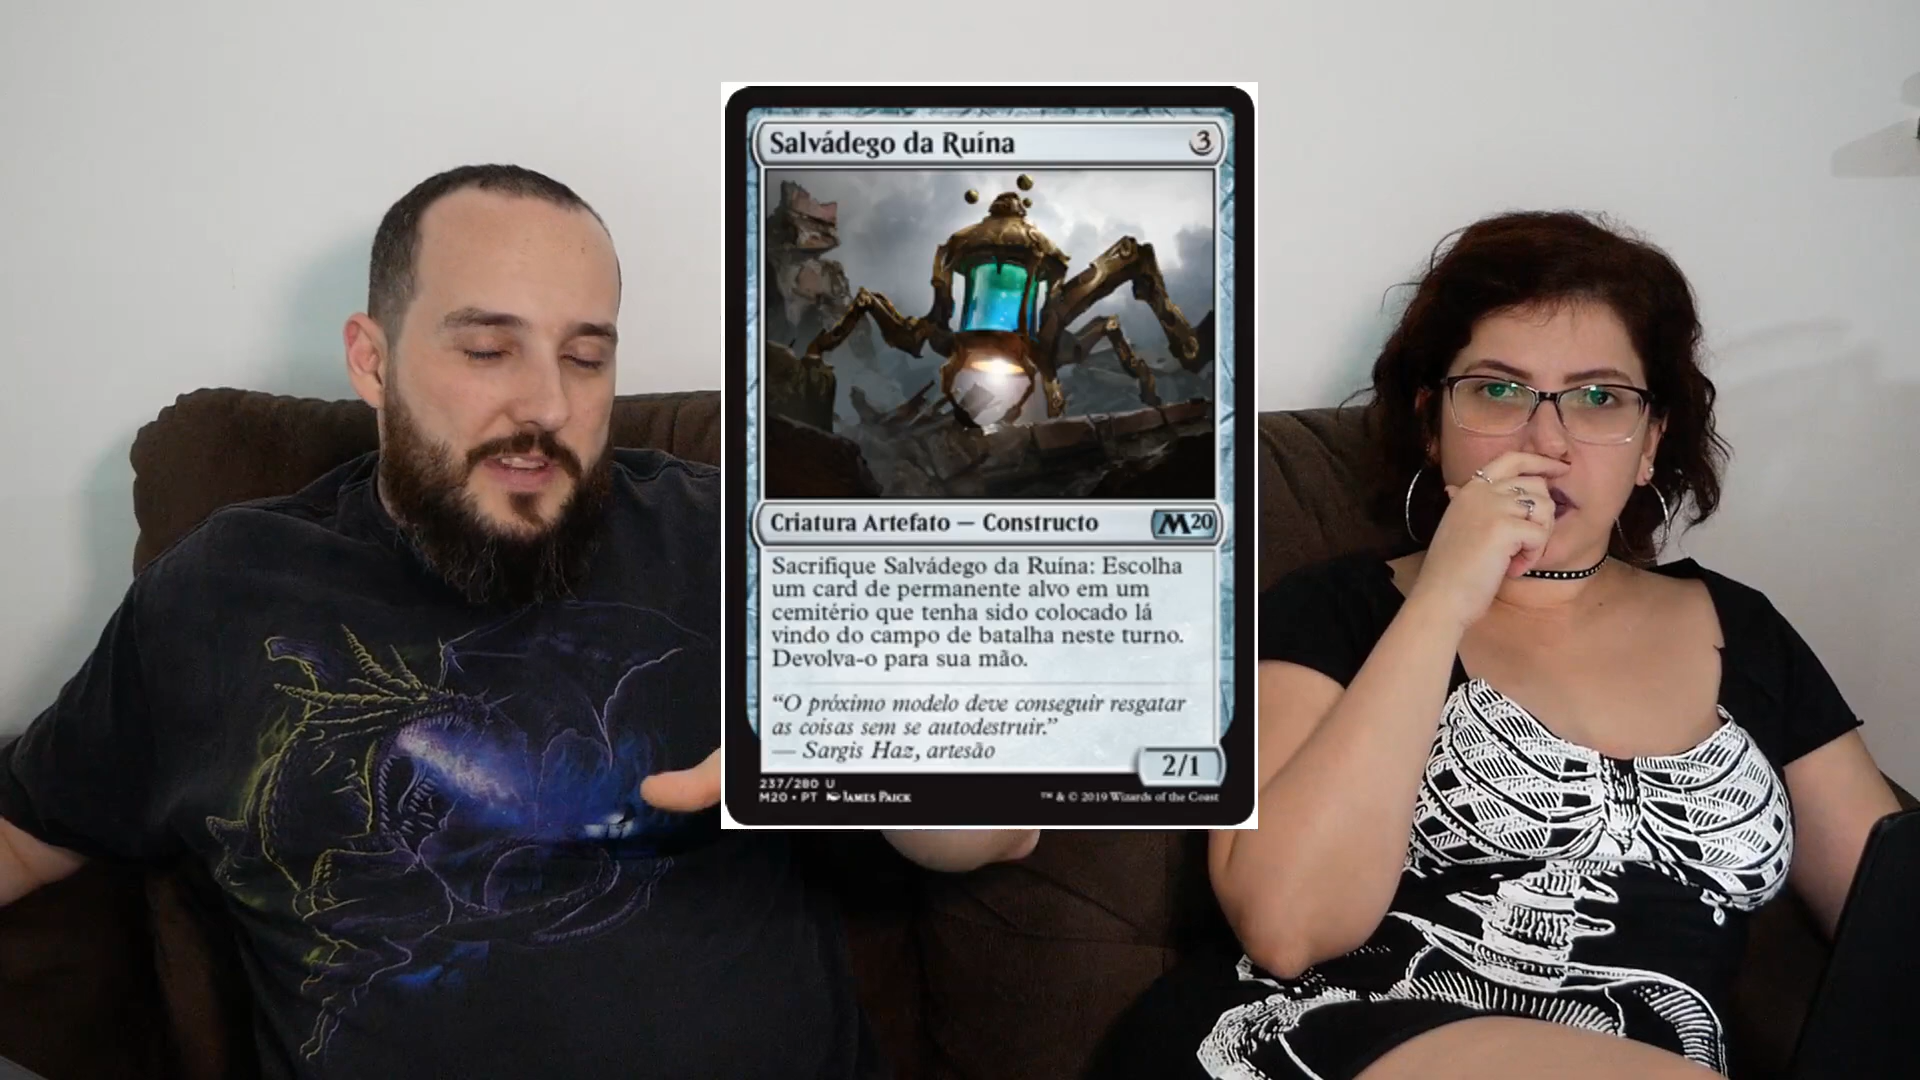 Salvádego da Ruína 3
Criatura Artefato — Constructo M20
Sacrifique Salvádego da Ruína: Escolha
um card de permanente alvo em um
cemitério que tenha sido colocado lá
vindo do campo de batalha neste turno.
Devolva-o para sua mão.
“O próximo modelo deve conseguir resgatar
as coisas sem se autodestruir.”
— Sargis Haz, artesão
2/1
237/280 U
M20 • PT James Paick
™ & © 2019 Wizards of the Coast